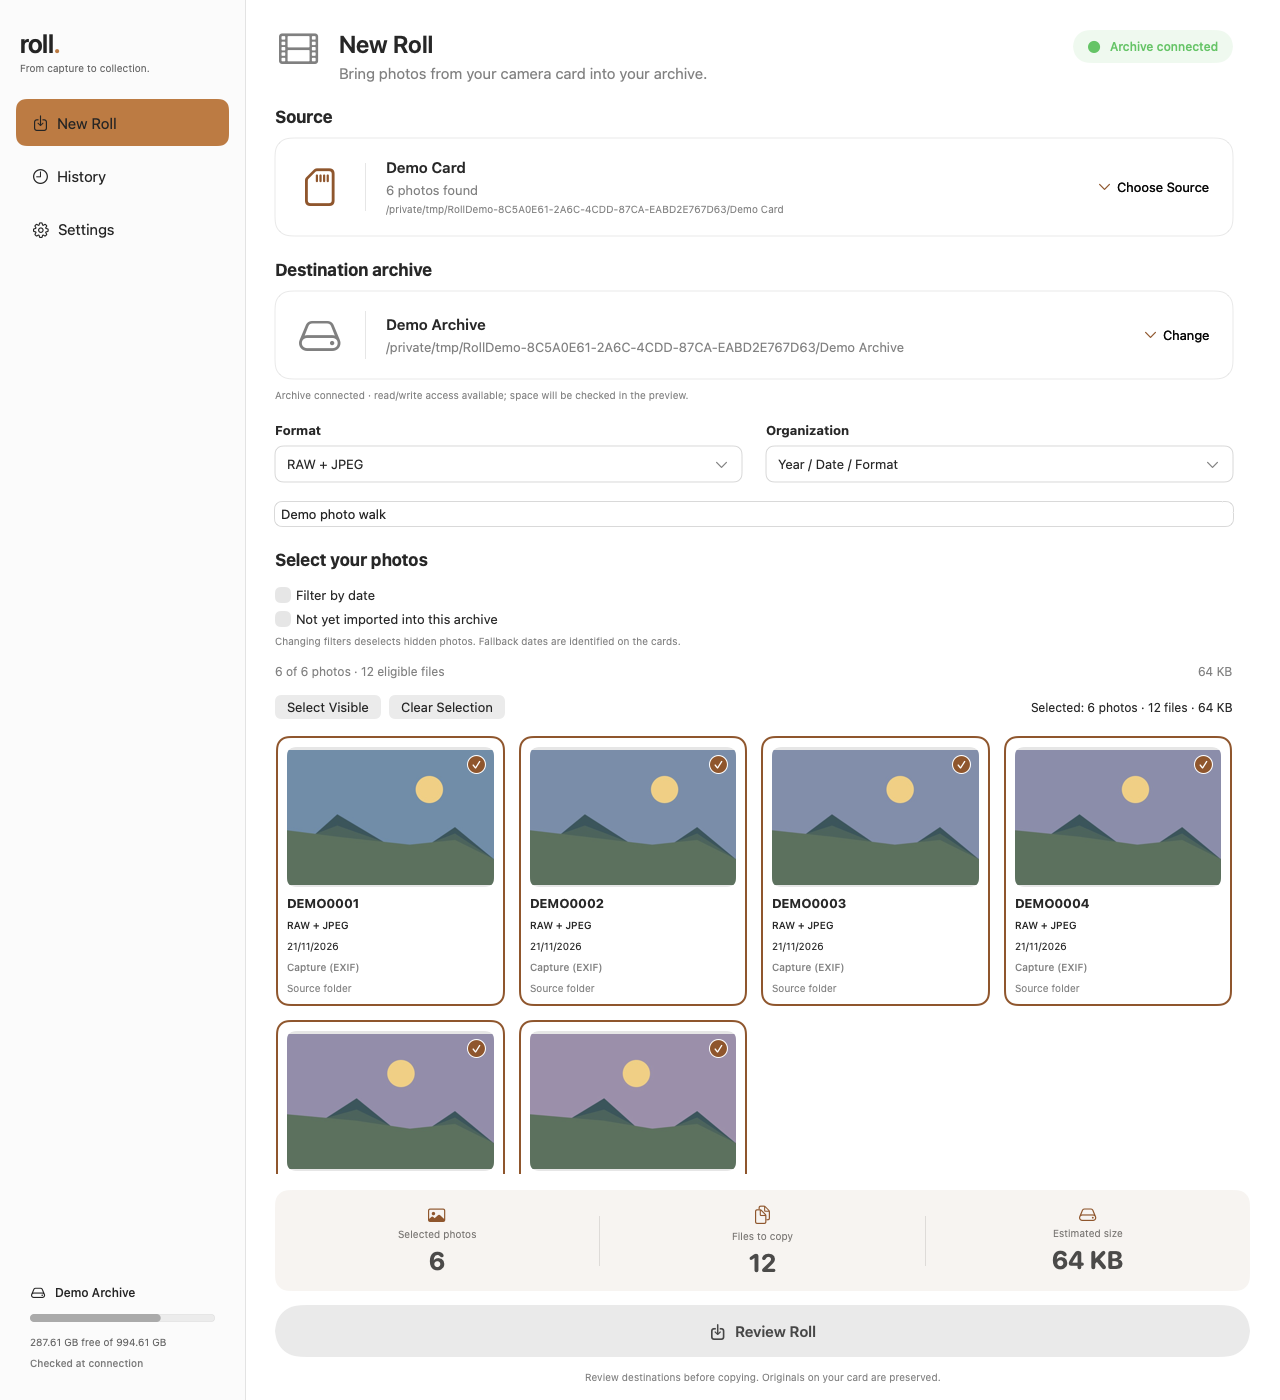 roll.
From capture to collection.
New Roll
History
Settings
Demo Archive
287.61 GB free of 994.61 GB
Checked at connection
New Roll
Bring photos from your camera card into your archive.
Archive connected
Source
Demo Card
6 photos found
/private/tmp/RollDemo-8C5A0E61-2A6C-4CDD-87CA-EABD2E767D63/Demo Card
Choose Source
Destination archive
Demo Archive
/private/tmp/RollDemo-8C5A0E61-2A6C-4CDD-87CA-EABD2E767D63/Demo Archive
Change
Archive connected · read/write access available; space will be checked in the preview.
Format
Organization
RAW + JPEG
Year / Date / Format
Demo photo walk
Select your photos
Filter by date
Not yet imported into this archive
Changing filters deselects hidden photos. Fallback dates are identified on the cards.
6 of 6 photos · 12 eligible files
64 KB
Select Visible
Clear Selection
Selected: 6 photos · 12 files · 64 KB
DEMO0001
RAW + JPEG
21/11/2026
Capture (EXIF)
Source folder
DEMO0002
RAW + JPEG
21/11/2026
Capture (EXIF)
Source folder
DEMO0003
RAW + JPEG
21/11/2026
Capture (EXIF)
Source folder
DEMO0004
RAW + JPEG
21/11/2026
Capture (EXIF)
Source folder
Selected photos
6
Files to copy
12
Estimated size
64 KB
Review Roll
Review destinations before copying. Originals on your card are preserved.